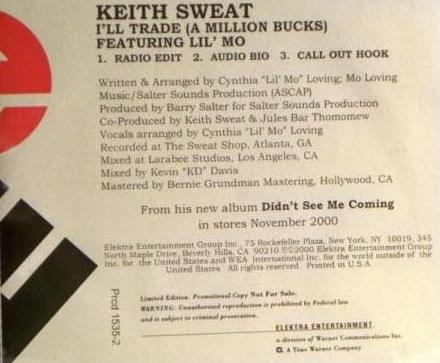 KEITH SWEAT
I'LL TRADE (A MILLION BUCKS)
FEATURING LIL' MO
1. RADIO EDIT 2. AUDIO BIO 3. CALL OUT HOOK
Written & Arranged by Cynthia "Lil' Mo" Loving; Mo Loving
Music/Salter Sounds Production (ASCAP)
Produced by Barry Salter for Salter Sounds Production
Co-Produced by Keith Sweat & Jules Bar Thomomew
Vocals arranged by Cynthia "Lil' Mo" Loving
Recorded at The Sweat Shop, Atlanta, GA
Mixed at Larabee Studios, Los Angeles, CA
Mixed by Kevin "KD" Davis
Mastered by Bernie Grundman Mastering, Hollywood, CA
From his new album Didn't See Me Coming
in stores November 2000
Elektra Entertainment Group Inc., 75 Rockefeller Plaza, New York, NY 10019, 345
North Maple Drive, Beverly Hills, CA 90210 ℗©2000 Elektra Entertainment Group
Inc. for the United States and WEA International Inc. for the world outside of the
United States. All rights reserved. Printed in U.S.A.
Prcd 1535-2
Limited Edition. Promotional Copy Not For Sale.
WARNING: Unauthorized reproduction is prohibited by Federal law
and is subject to criminal prosecution.
ELEKTRA ENTERTAINMENT,
a division of Warner Communications Inc.
A Time Warner Company